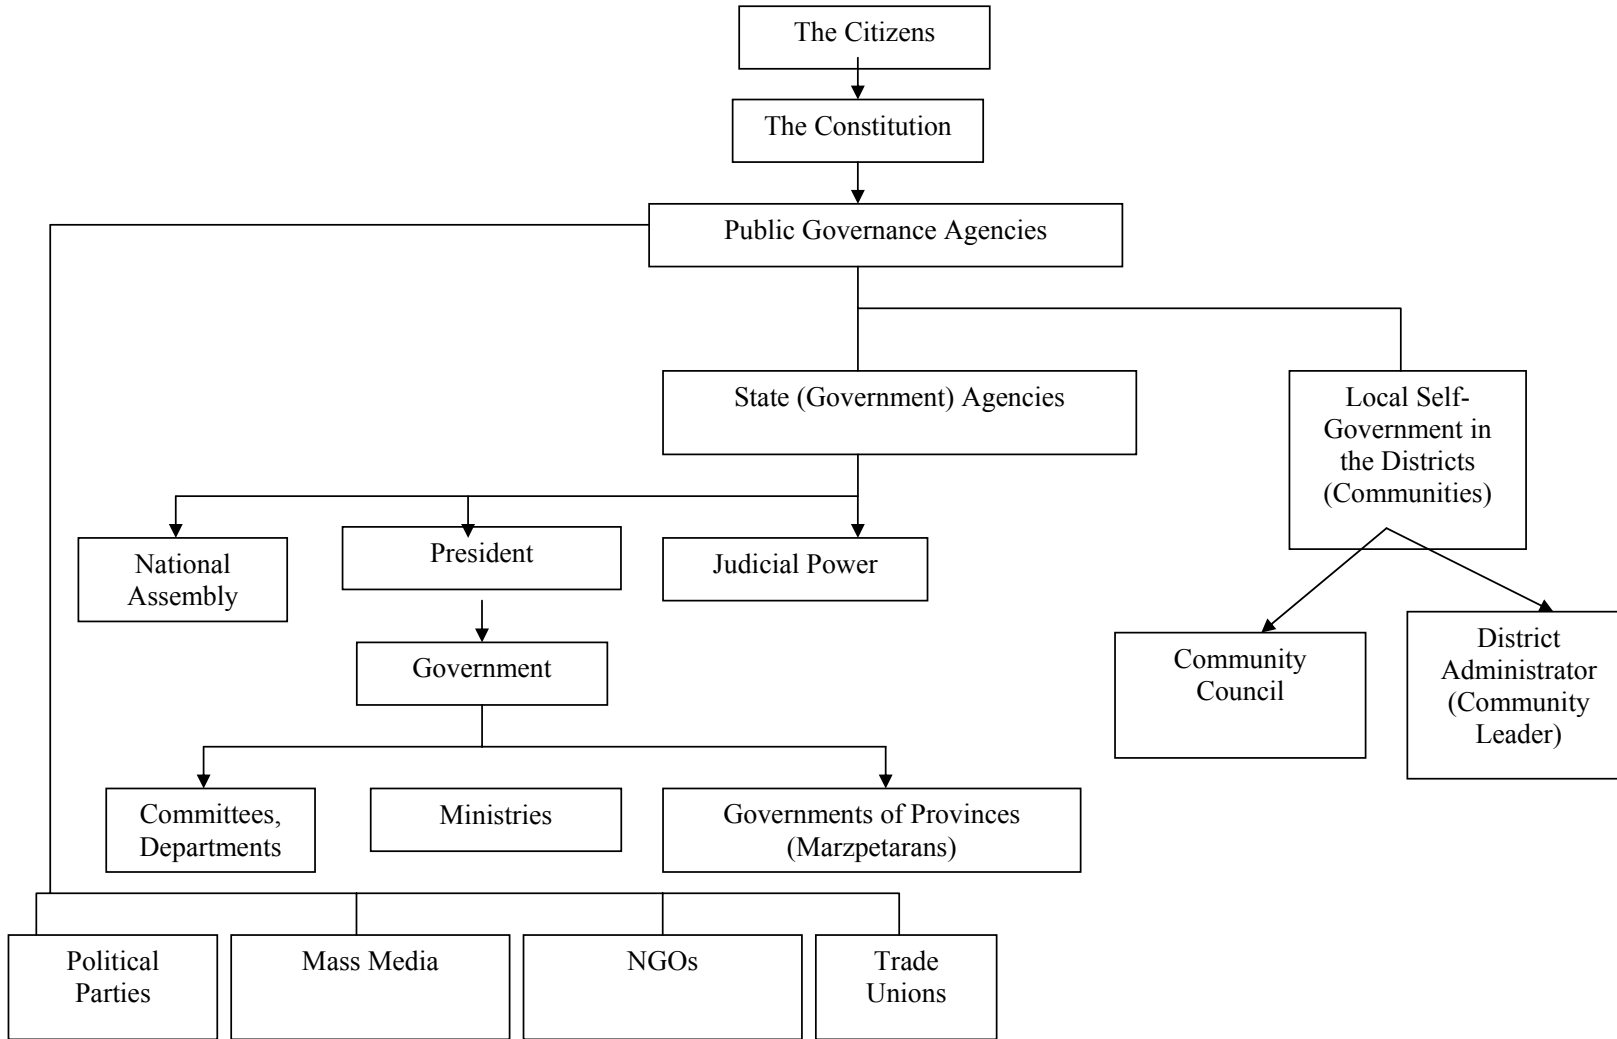 The Citizens
The Constitution
Public Governance Agencies
State (Government) Agencies
Local Self-
Government in
the Districts
(Communities)
National
Assembly
President
Judicial Power
Government
Community
Council
District
Administrator
(Community
Leader)
Committees,
Departments
Ministries
Governments of Provinces
(Marzpetarans)
Political
Parties
Mass Media
NGOs
Trade
Unions